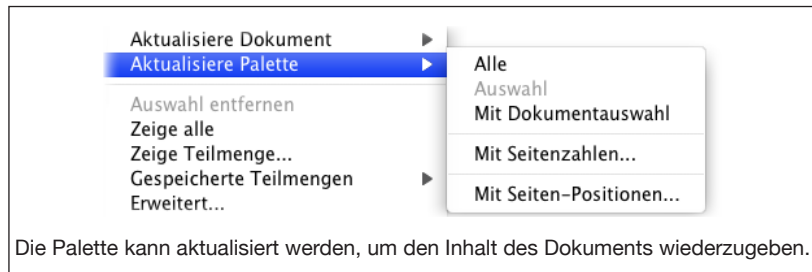 Aktualisiere Dokument
Aktualisiere Palette
Auswahl entfernen
Zeige alle
Zeige Teilmenge...
Gespeicherte Teilmengen
Erweitert...
Alle
Auswahl
Mit Dokumentauswahl
Mit Seitenzahlen...
Mit Seiten-Positionen...
Die Palette kann aktualisiert werden, um den Inhalt des Dokuments wiederzugeben.